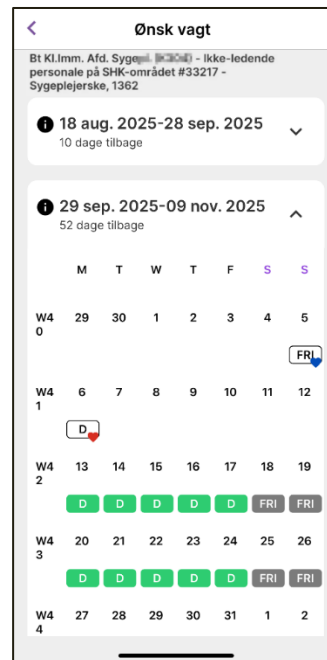 Ønsk vagt
Bt Kl.Imm. Afd. - Ikke-ledende
personale på SHK-området #33217 -
Sygeplejerske, 1362
18 aug. 2025-28 sep. 2025
10 dage tilbage
29 sep. 2025-09 nov. 2025
52 dage tilbage
M T W T F S S
W4 29 30 1 2 3 4 5
0
FRI
W4 6 7 8 9 10 11 12
1
D
W4 13 14 15 16 17 18 19
2
D D D D D FRI FRI
W4 20 21 22 23 24 25 26
3
D D D D D FRI FRI
W4 27 28 29 30 31 1 2
4